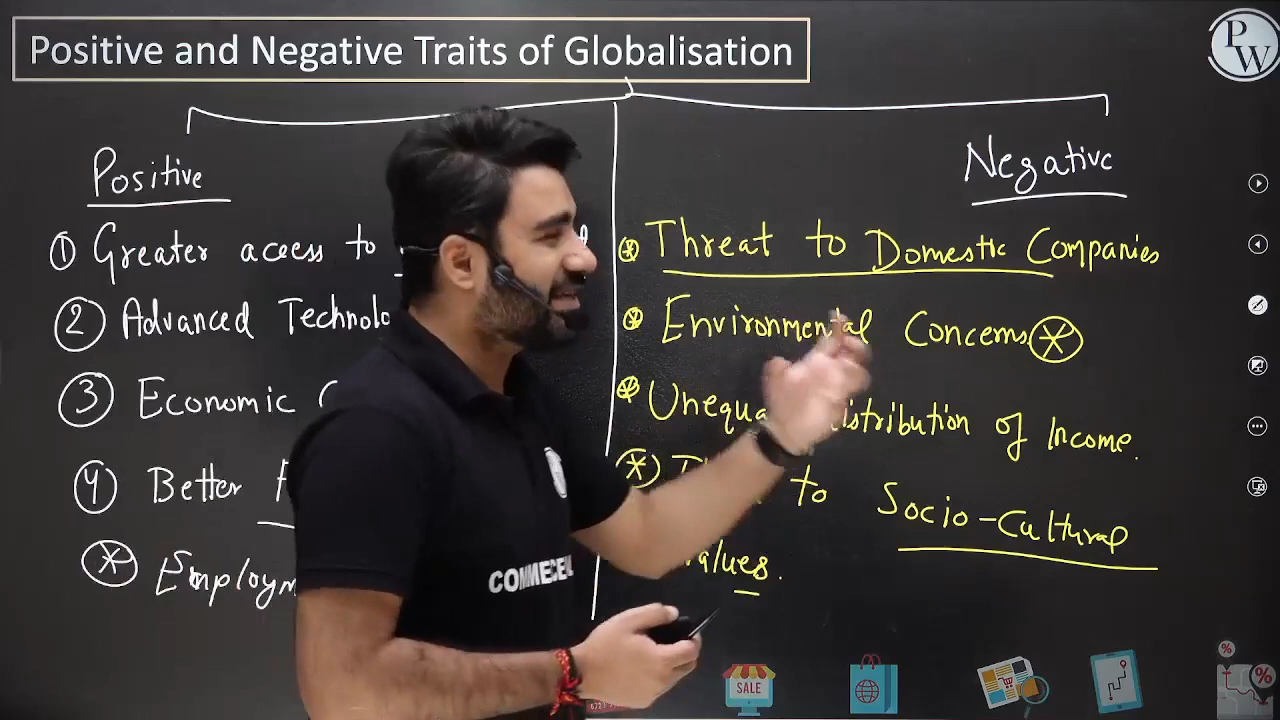 Positive and Negative Traits of Globalisation
PW
Positive
① Greater access to
② Advanced Technolo
③ Economic
④ Better
⊛ Employm
Negative
⊛ Threat to Domestic Companies
⊛ Environmental Concerns ⊛
⊛ Unequa istribution of Income.
⊛ to Socio-Cultural
alues.
COMMERCE
SALE
%
%